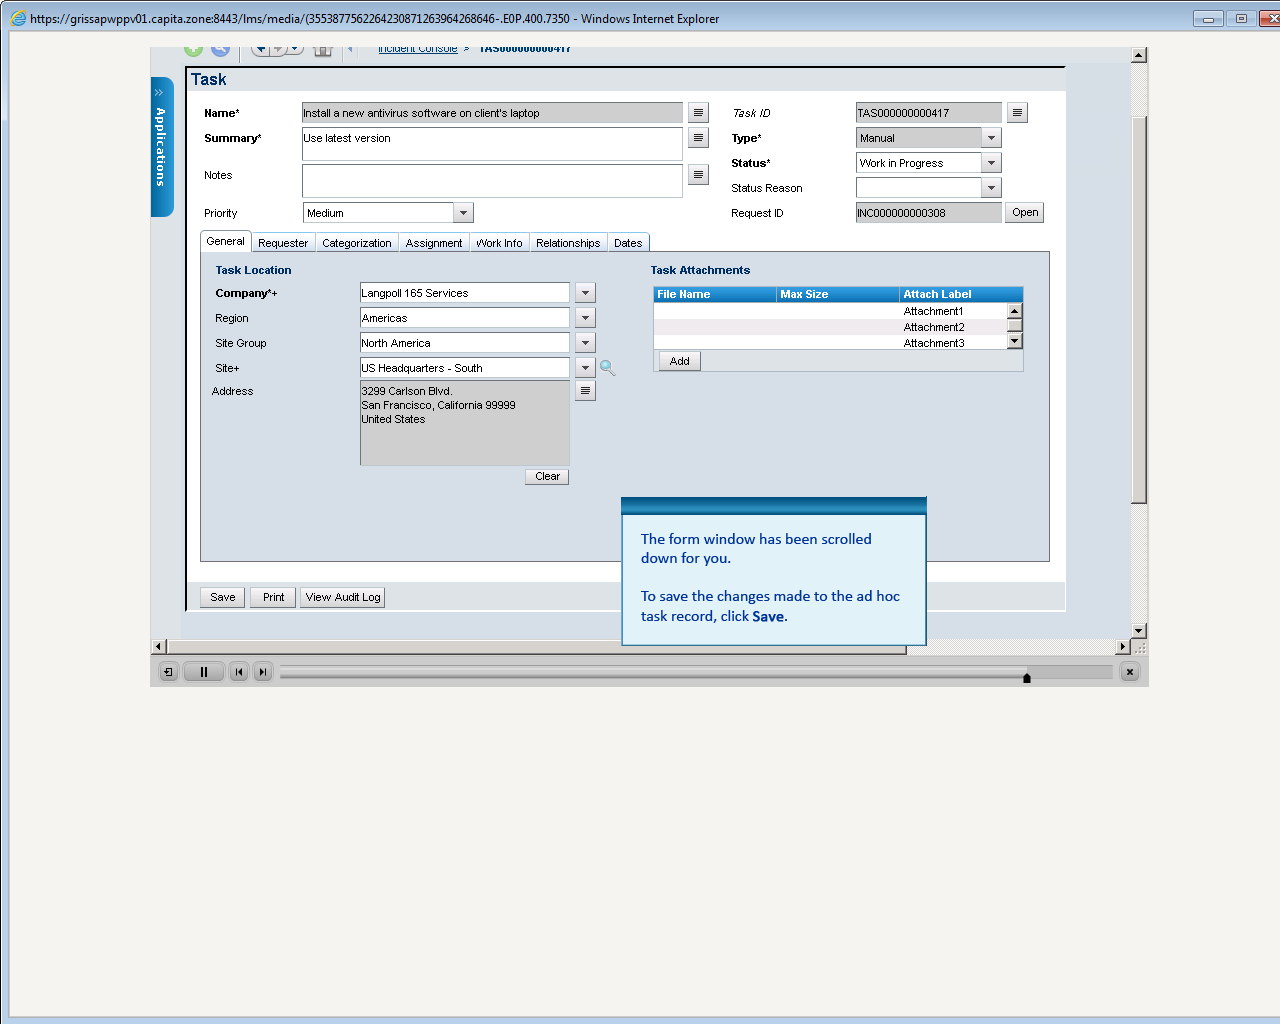 https://grissapwppv01.capita.zone:8443/lms/media/(3553877562264230871263964268646-.E0P.400.7350 - Windows Internet Explorer
Incident Console > TAS000000000417
Applications
Task
Name* Install a new antivirus software on client's laptop Task ID TAS000000000417
Summary* Use latest version Type* Manual
Status* Work in Progress
Notes
Status Reason
Priority Medium Request ID INC000000000308 Open
General Requester Categorization Assignment Work Info Relationships Dates
Task Location Task Attachments
Company*+ Langpoll 165 Services File Name Max Size Attach Label
Attachment1
Region Americas
Attachment2
Site Group North America Attachment3
Site+ US Headquarters - South Add
Address 3299 Carlson Blvd.
San Francisco, California 99999
United States
Clear
The form window has been scrolled
down for you.
To save the changes made to the ad hoc
task record, click Save.
Save Print View Audit Log